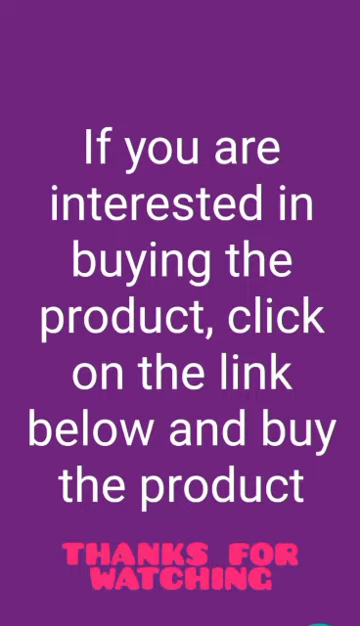 If you are
interested in
buying the
product, click
on the link
below and buy
the product
THANKS FOR
WATCHING